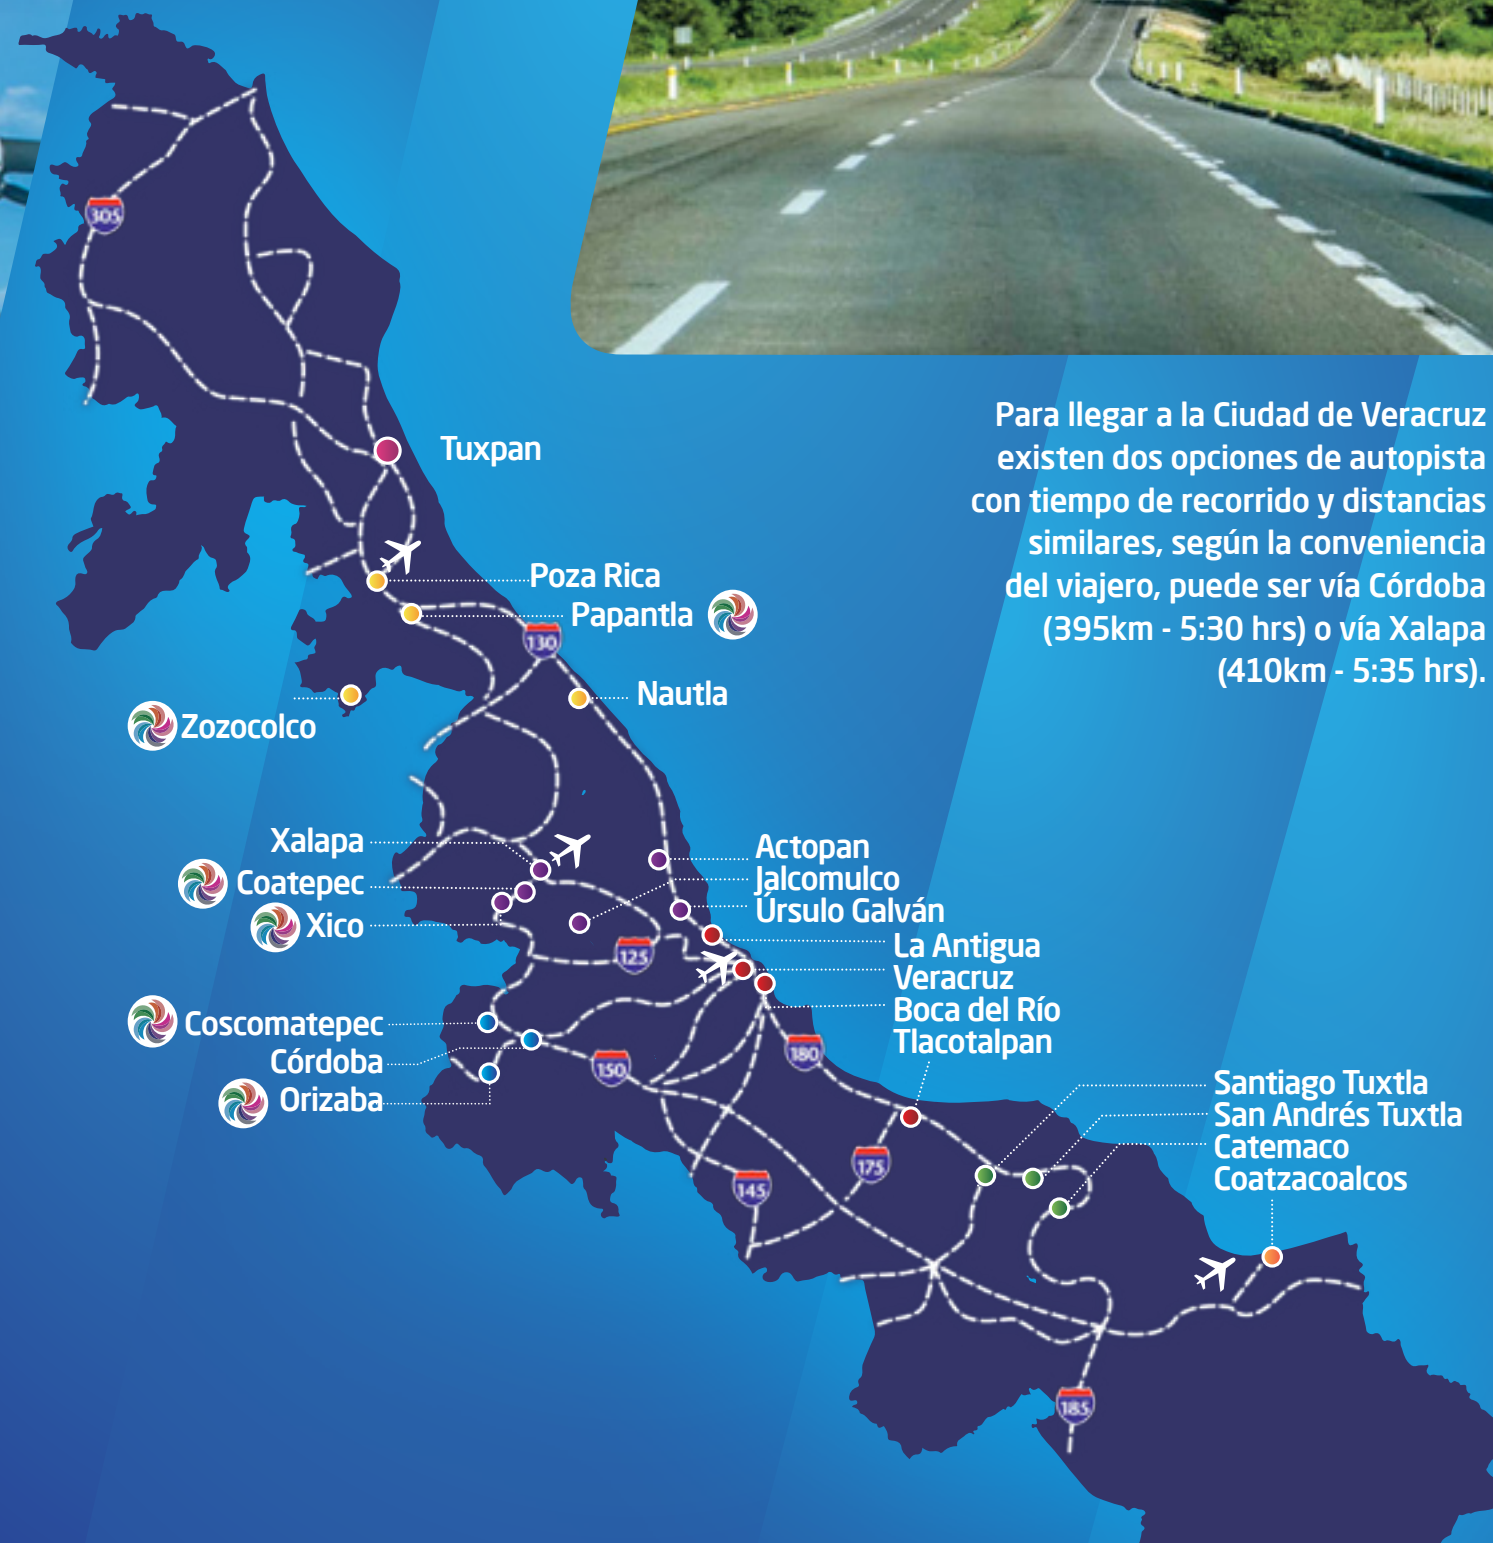 305
Tuxpan
Para llegar a la Ciudad de Veracruz
existen dos opciones de autopista
con tiempo de recorrido y distancias
similares, según la conveniencia
del viajero, puede ser vía Córdoba
(395km - 5:30 hrs) o vía Xalapa
(410km - 5:35 hrs).
Poza Rica
Papantla
130
Nautla
Zozocolco
Xalapa
Coatepec
Xico
Actopan
Jalcomulco
Úrsulo Galván
125
La Antigua
Veracruz
Boca del Río
Tlacotalpan
Coscomatepec
Córdoba
Orizaba
150
180
175
145
Santiago Tuxtla
San Andrés Tuxtla
Catemaco
Coatzacoalcos
185